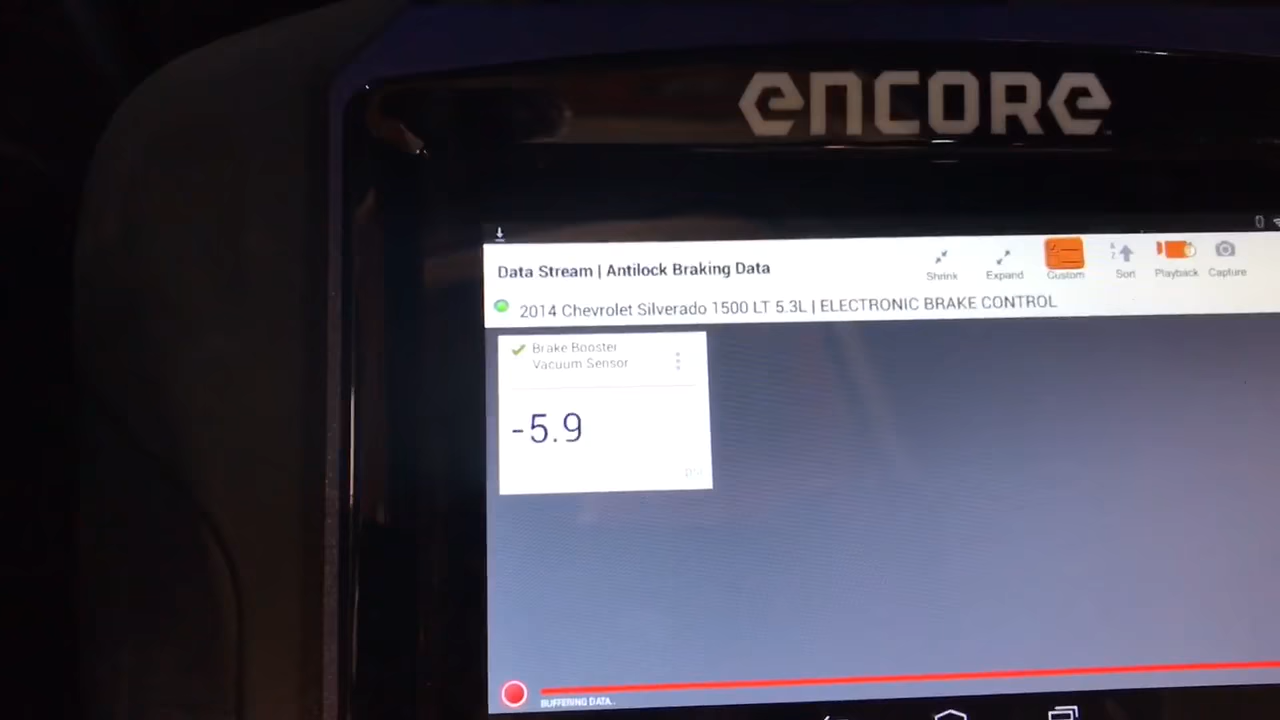 encore
Data Stream | Antilock Braking Data
Shrink
Expand
Custom
Sort
Playback
Capture
2014 Chevrolet Silverado 1500 LT 5.3L | ELECTRONIC BRAKE CONTROL
Brake Booster
Vacuum Sensor
-5.9
BUFFERING DATA..